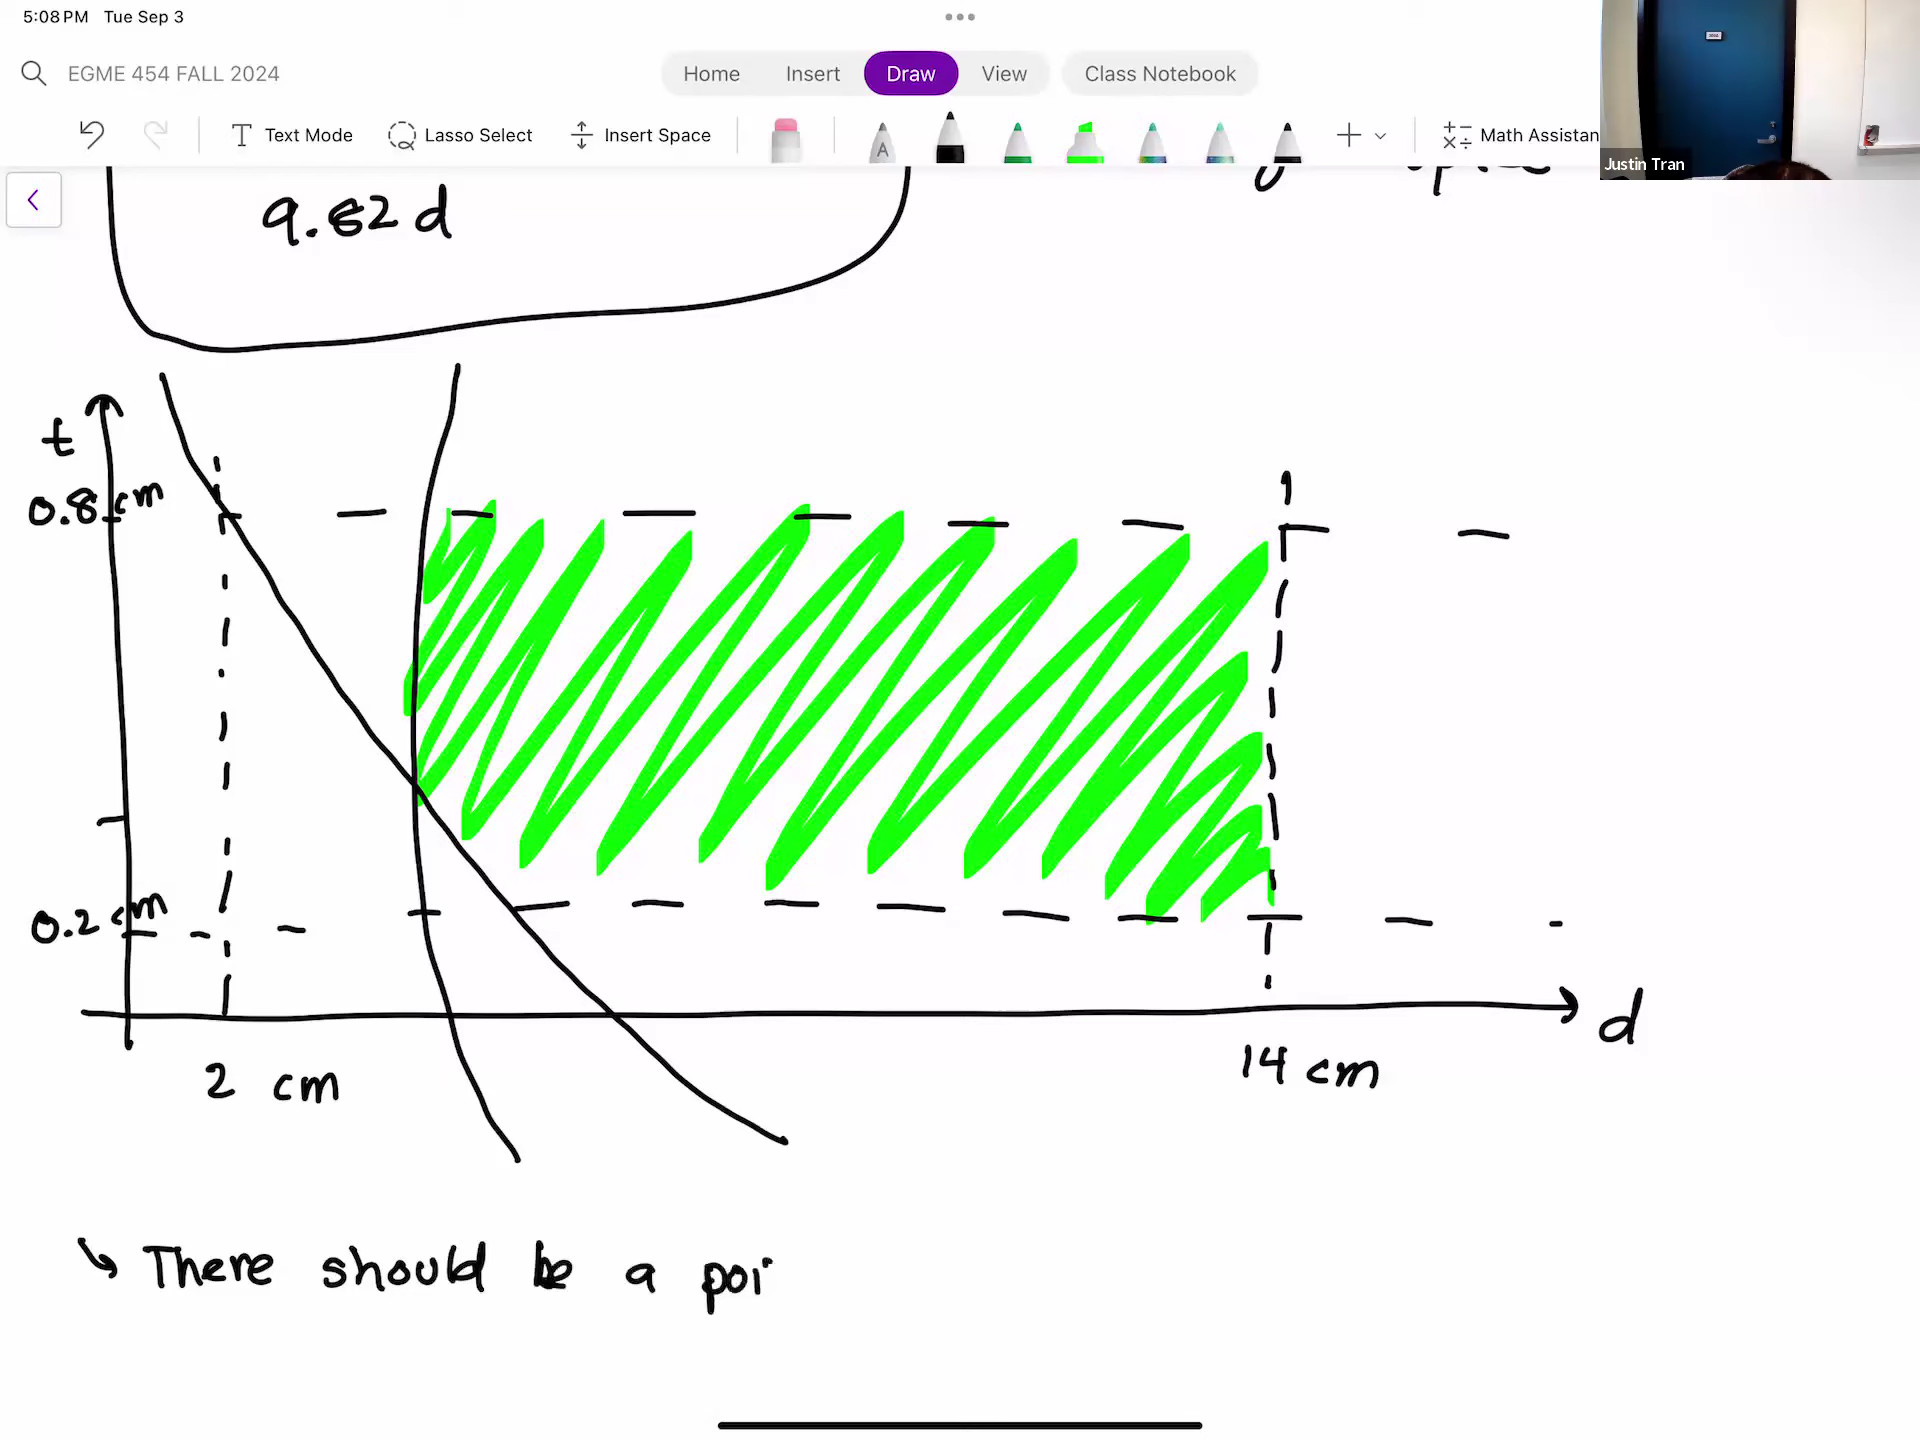 5:08 PM Tue Sep 3
EGME 454 FALL 2024
Home Insert Draw View Class Notebook
Text Mode Lasso Select Insert Space A Math Assistan
Justin Tran
9.82 d
t
0.8 cm
0.2 cm
d
2 cm
14 cm
There should be a poi